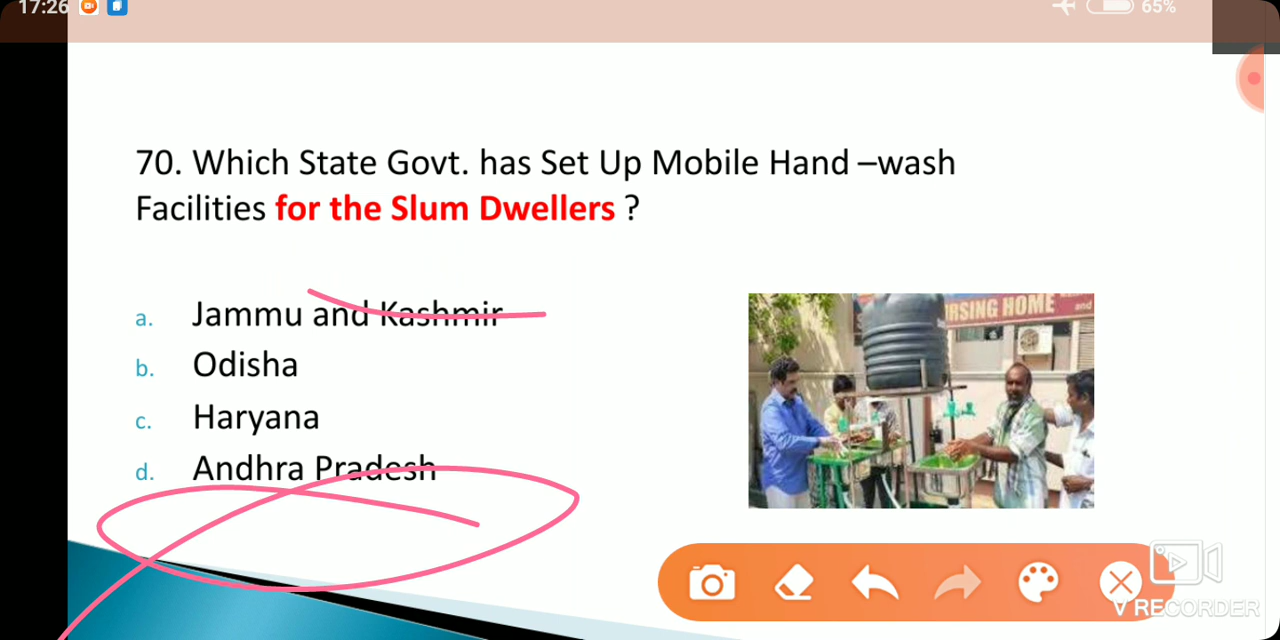 17:26
65%
70. Which State Govt. has Set Up Mobile Hand –wash
Facilities for the Slum Dwellers ?
a. Jammu and Kashmir
b. Odisha
c. Haryana
d. Andhra Pradesh
RSING HOME
and
V RECORDER